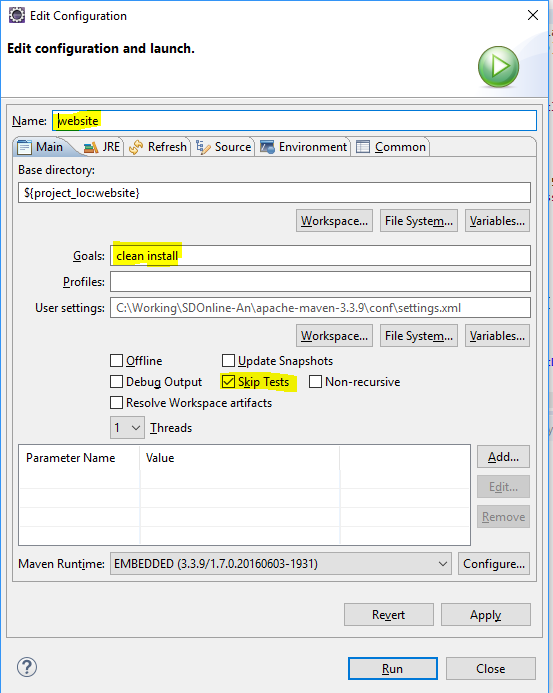 Edit Configuration
Edit configuration and launch.
Name: website
Main JRE Refresh Source Environment Common
Base directory:
${project_loc:website}
Workspace... File System... Variables...
Goals: clean install
Profiles:
User settings: C:\Working\SDOnline-An\apache-maven-3.3.9\conf\settings.xml
Workspace... File System... Variables...
Offline Update Snapshots
Debug Output Skip Tests Non-recursive
Resolve Workspace artifacts
1 Threads
Parameter Name Value Add...
Edit...
Remove
Maven Runtime: EMBEDDED (3.3.9/1.7.0.20160603-1931) Configure...
Revert Apply
? Run Close